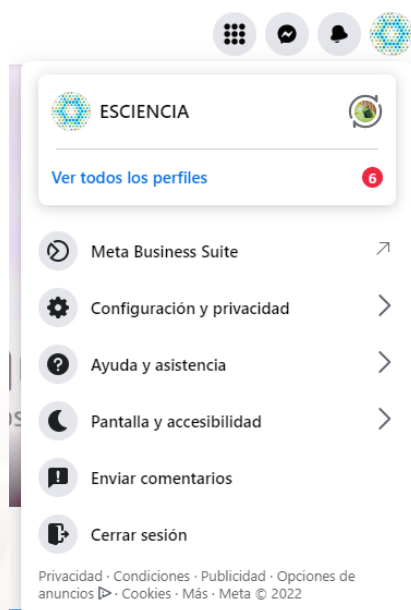 ESCIENCIA
Ver todos los perfiles
6
Meta Business Suite
Configuración y privacidad
Ayuda y asistencia
Pantalla y accesibilidad
Enviar comentarios
Cerrar sesión
Privacidad · Condiciones · Publicidad · Opciones de
anuncios · Cookies · Más · Meta © 2022